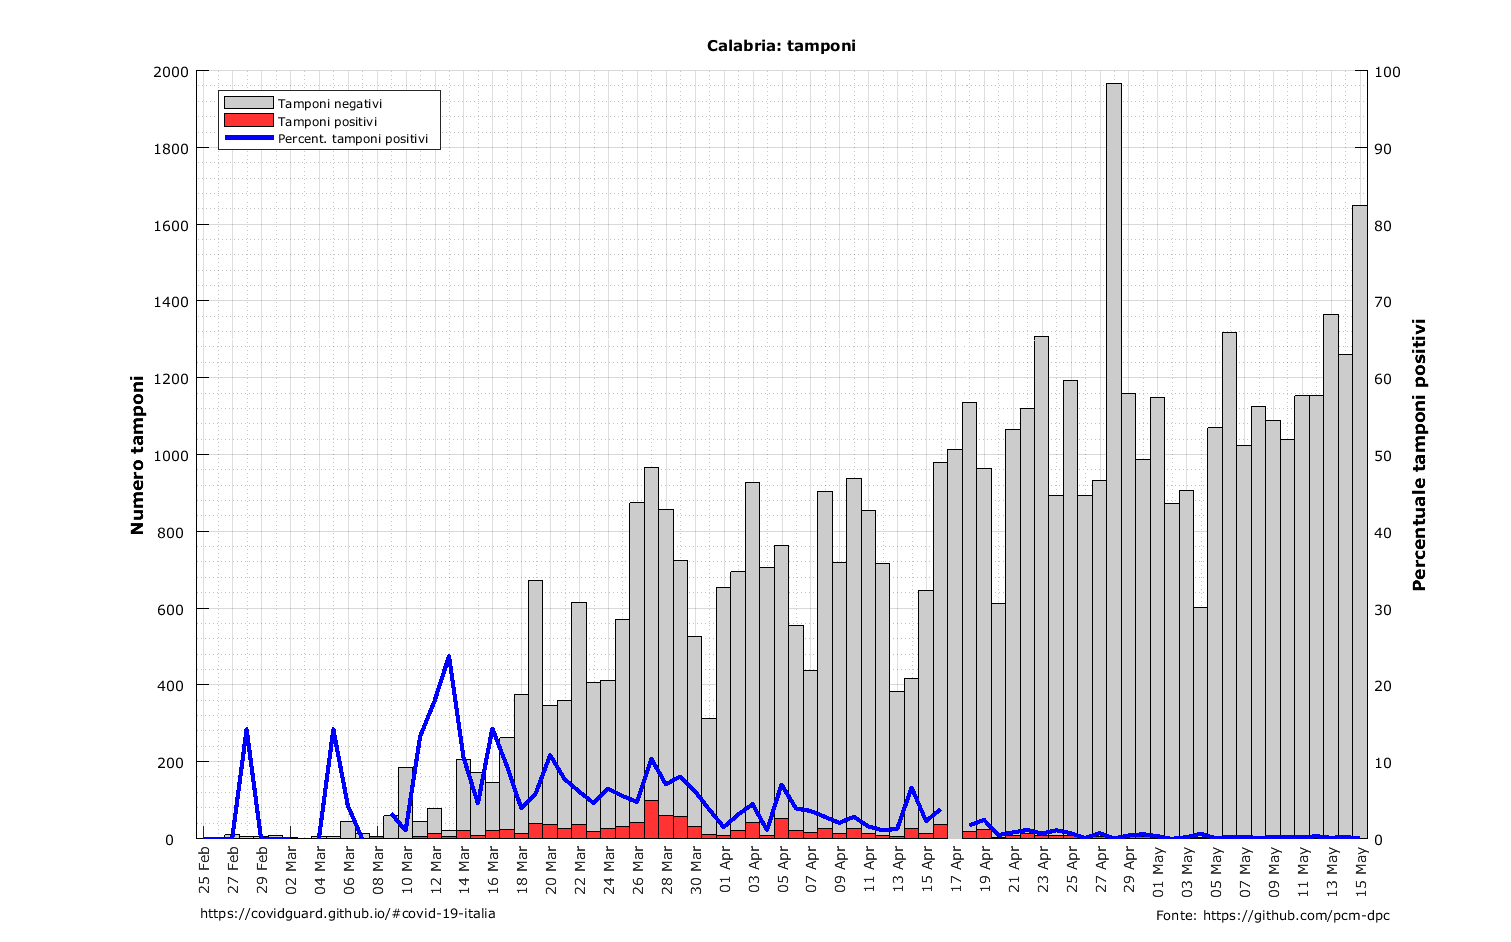 Calabria: tamponi
Tamponi negativi
Tamponi positivi
Percent. tamponi positivi
Numero tamponi
2000
1800
1600
1400
1200
1000
800
600
400
200
0
100
90
80
70
60
50
40
30
20
10
0
Percentuale tamponi positivi
25 Feb
27 Feb
29 Feb
02 Mar
04 Mar
06 Mar
08 Mar
10 Mar
12 Mar
14 Mar
16 Mar
18 Mar
20 Mar
22 Mar
24 Mar
26 Mar
28 Mar
30 Mar
01 Apr
03 Apr
05 Apr
07 Apr
09 Apr
11 Apr
13 Apr
15 Apr
17 Apr
19 Apr
21 Apr
23 Apr
25 Apr
27 Apr
29 Apr
01 May
03 May
05 May
07 May
09 May
11 May
13 May
15 May
https://covidguard.github.io/#covid-19-italia
Fonte: https://github.com/pcm-dpc